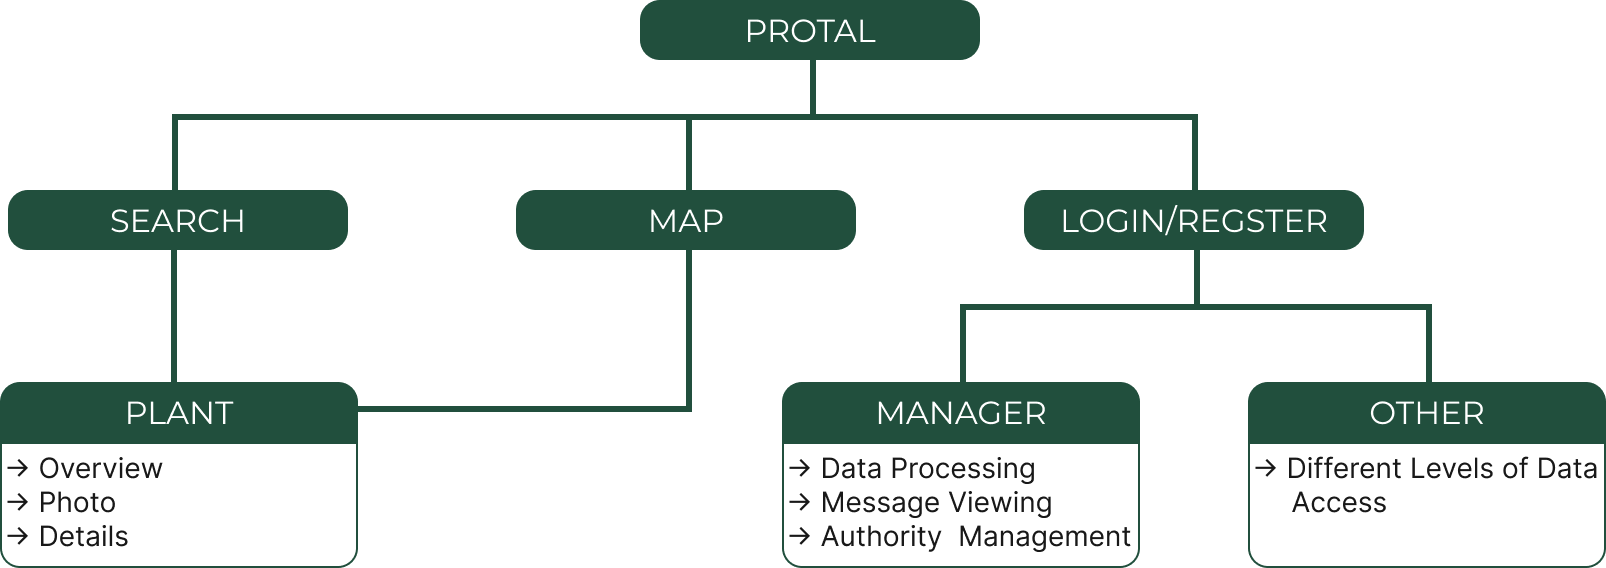 PROTAL
SEARCH
MAP
LOGIN/REGSTER
PLANT
→ Overview
→ Photo
→ Details
MANAGER
→ Data Processing
→ Message Viewing
→ Authority  Management
OTHER
→ Different Levels of Data
Access